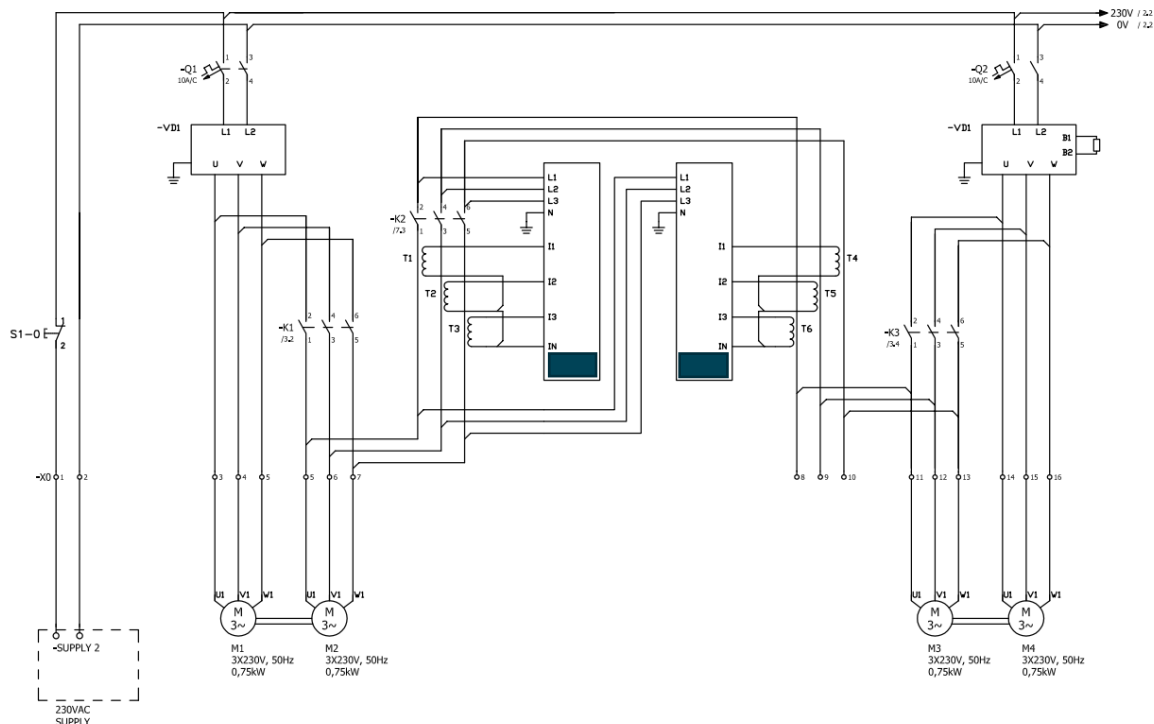 230V / 2.2
0V / 2.2
-Q1
10A/C
1
3
2
4
-Q2
10A/C
1
3
2
4
-VD1
L1 L2
U V W
-VD1
L1 L2
B1
B2
U V W
L1
L2
L3
N
I1
I2
I3
IN
L1
L2
L3
N
I1
I2
I3
IN
-K2
/7.3
2
4
6
1
3
5
T1
T2
T3
T4
T5
T6
S1-0
1
2
-K1
/3.2
2
4
6
1
3
5
-K3
/3.4
2
4
6
1
3
5
-X0 1 2 3 4 5 5 6 7 8 9 10 11 12 13 14 15 16
U1 V1 W1 U1 V1 W1 U1 V1 W1 U1 V1 W1
M
3~
M
3~
M
3~
M
3~
M1
3X230V, 50Hz
0,75kW
M2
3X230V, 50Hz
0,75kW
M3
3X230V, 50Hz
0,75kW
M4
3X230V, 50Hz
0,75kW
-SUPPLY 2
230VAC
SUPPLY